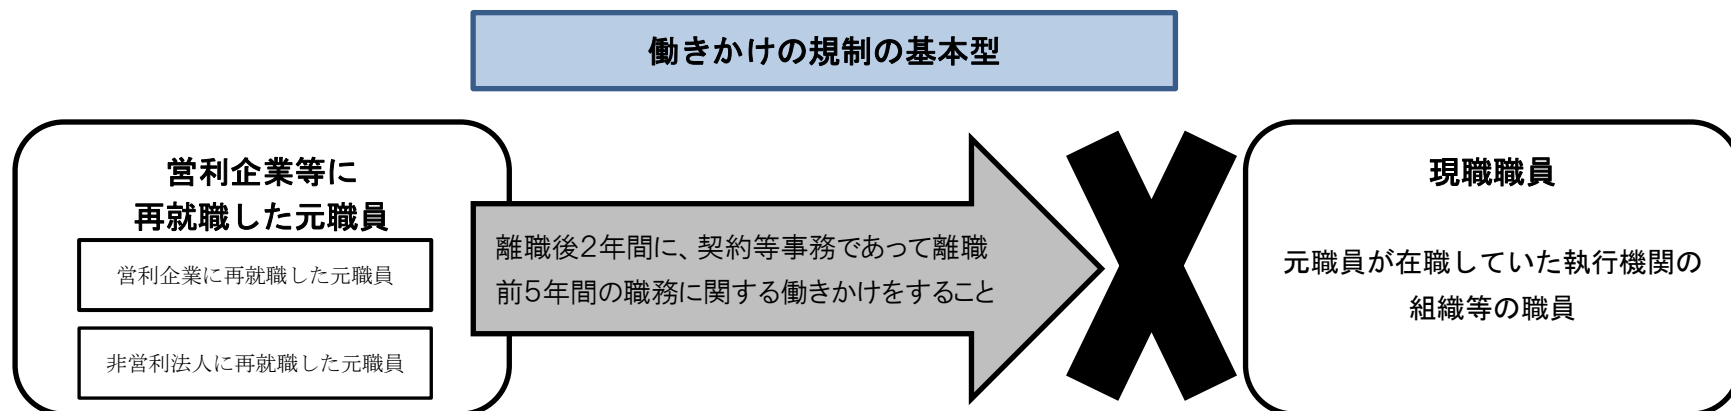 働きかけの規制の基本型
営利企業等に
再就職した元職員
営利企業に再就職した元職員
非営利法人に再就職した元職員
離職後2年間に、契約等事務であって離職
前5年間の職務に関する働きかけをすること
現職職員
元職員が在職していた執行機関の
組織等の職員